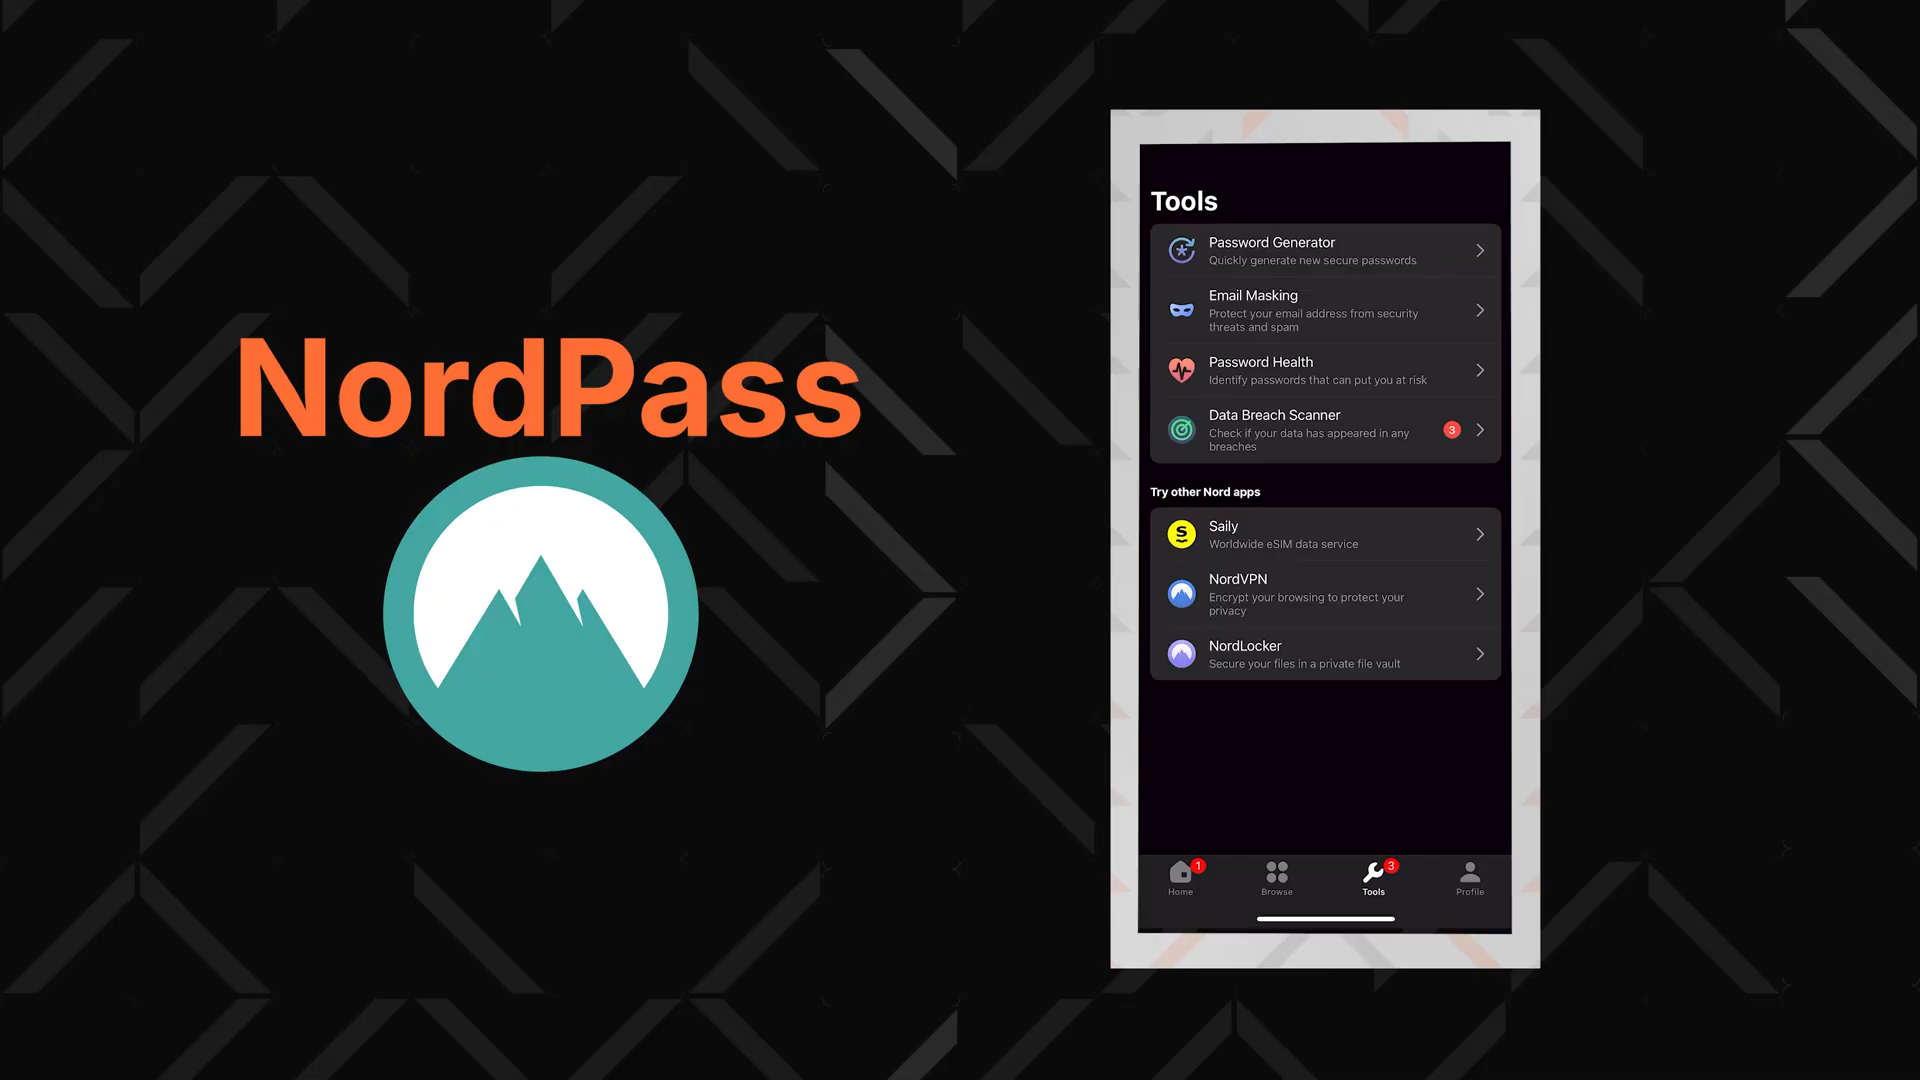 NordPass
Tools
Password Generator
Quickly generate new secure passwords
Email Masking
Protect your email address from security
threats and spam
Password Health
Identify passwords that can put you at risk
Data Breach Scanner
Check if your data has appeared in any
breaches
3
Try other Nord apps
S
Saily
Worldwide eSIM data service
NordVPN
Encrypt your browsing to protect your
privacy
NordLocker
Secure your files in a private file vault
1
3
Home
Browse
Tools
Profile